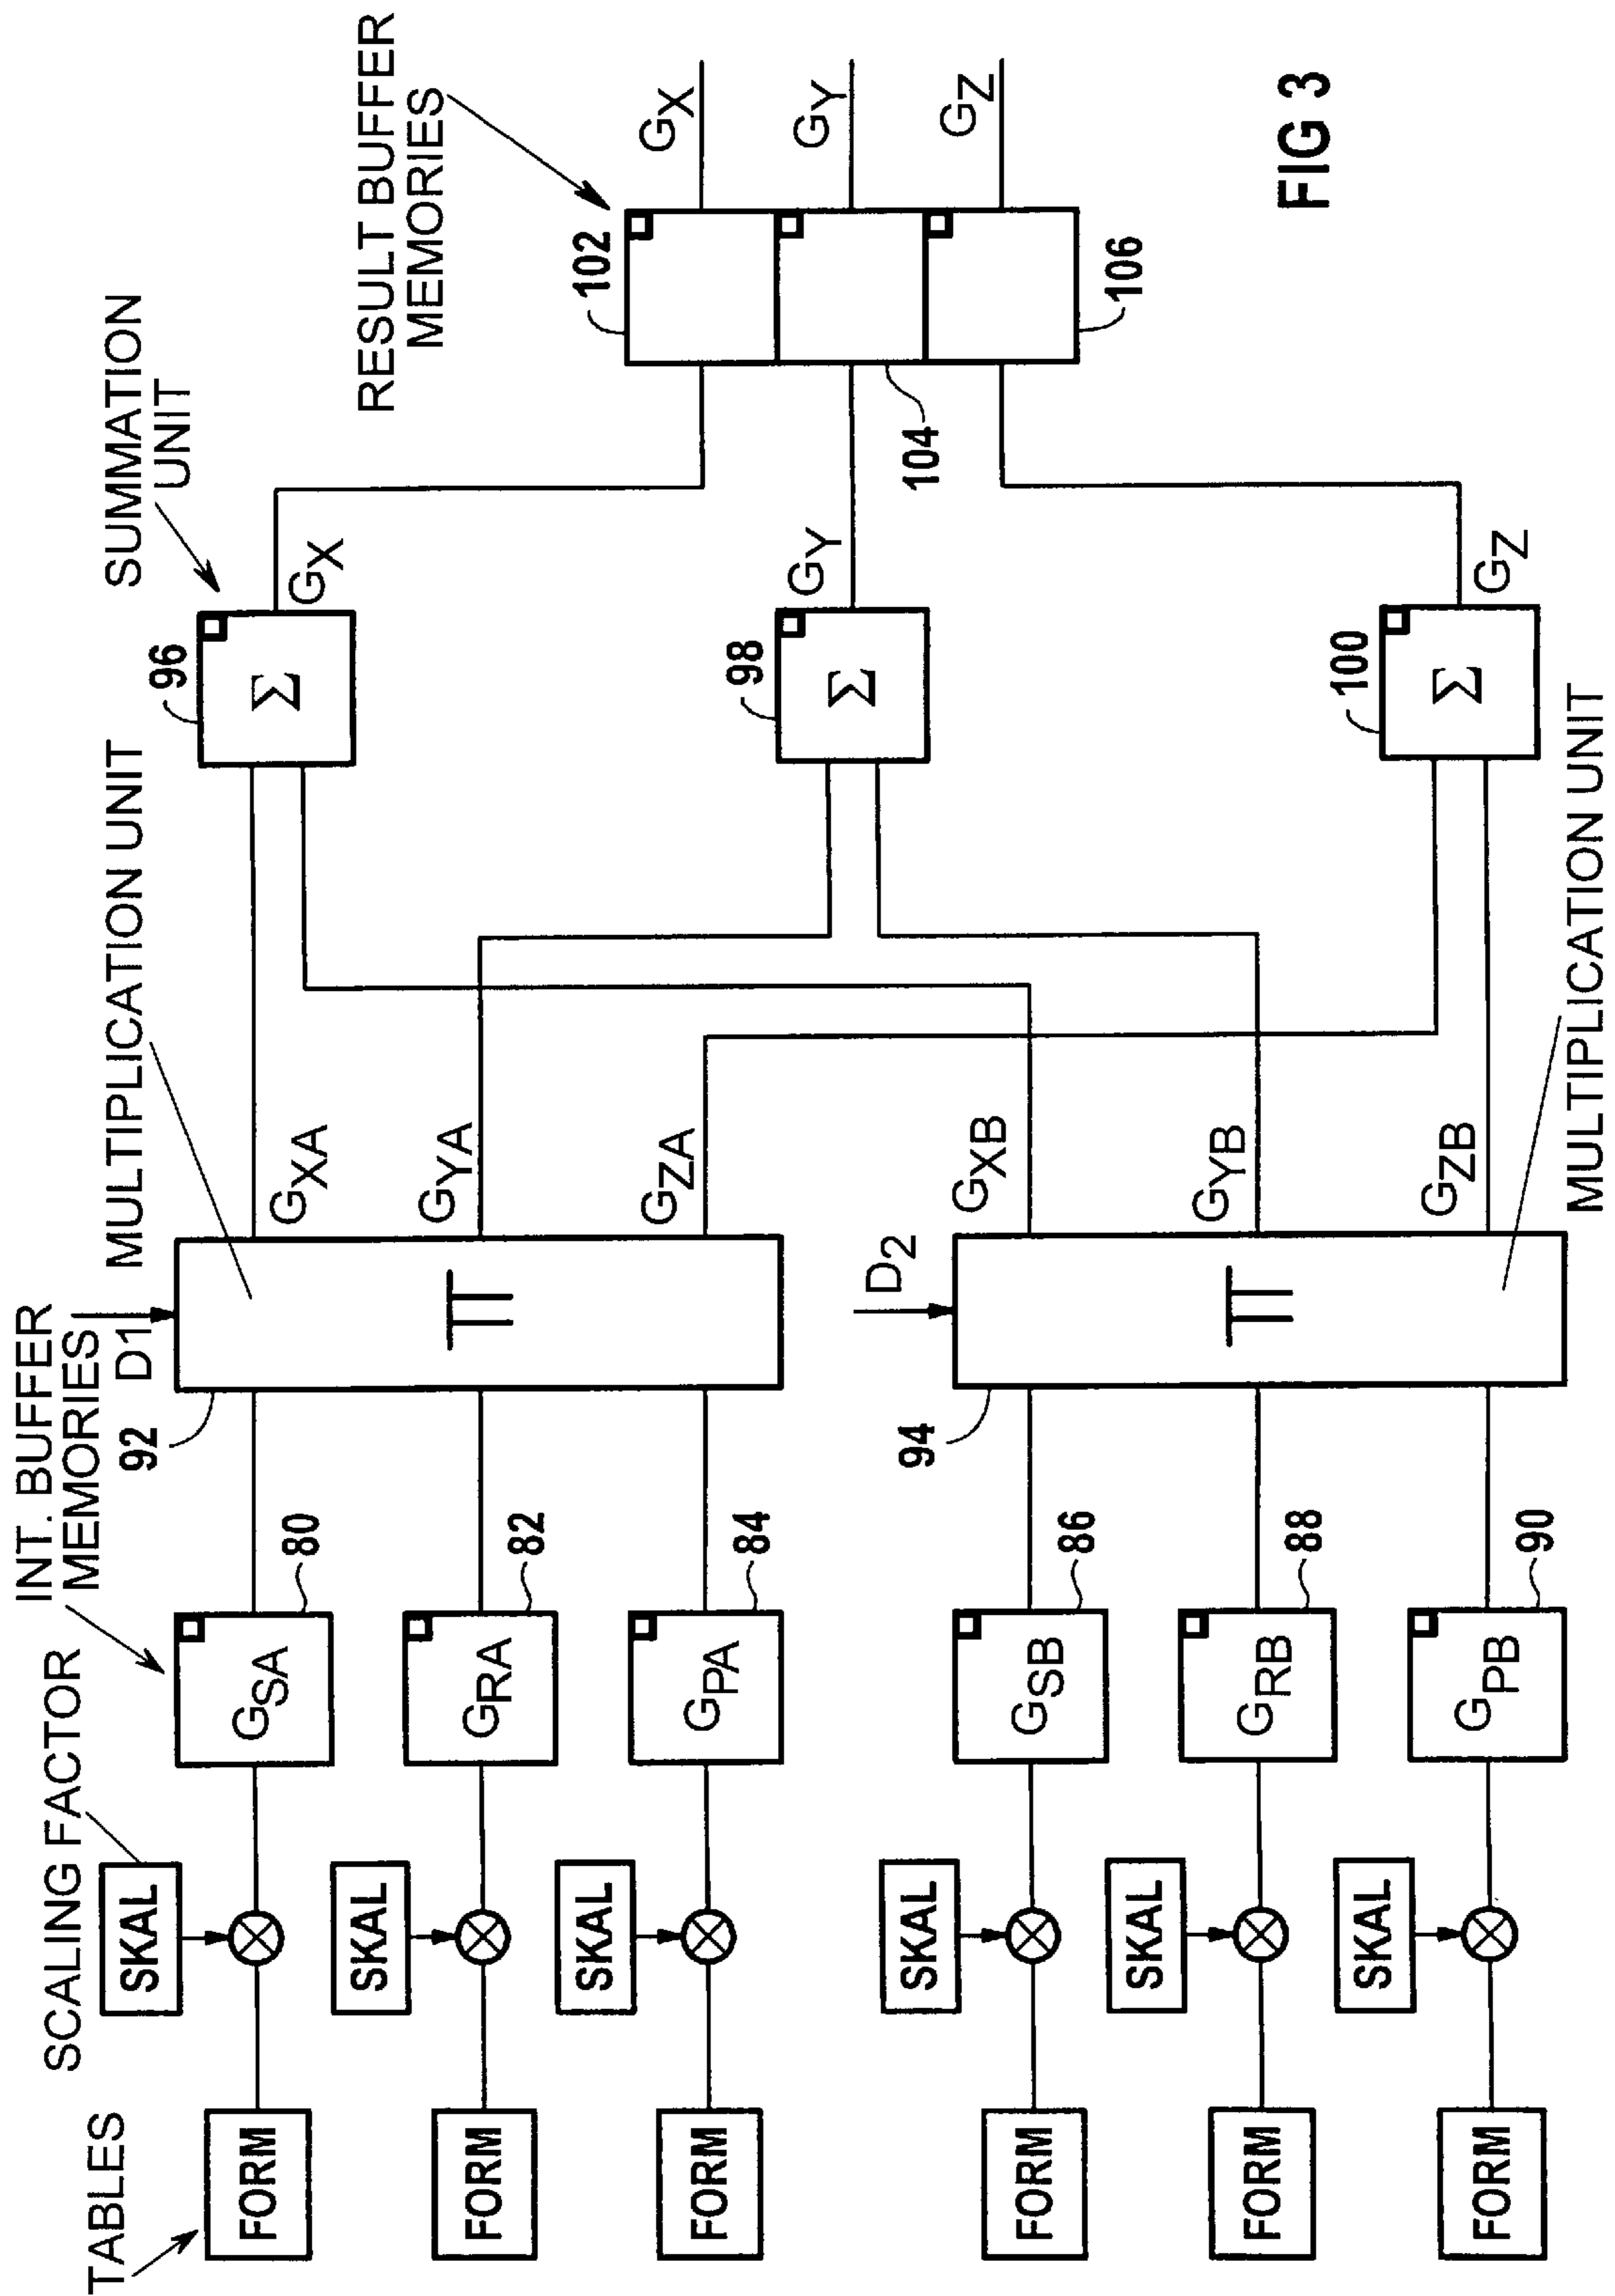 TABLES
SCALING FACTOR
INT. BUFFER
MEMORIES
MULTIPLICATION UNIT
SUMMATION
UNIT
RESULT BUFFER
MEMORIES
FORM
SKAL
GSA
80
D1
92
GXA
96
Σ
GX
FORM
SKAL
GRA
82
Π
GYA
FORM
SKAL
GPA
84
GZA
98
Σ
GY
102
104
106
GX
GY
GZ
FORM
SKAL
GSB
86
D2
94
GXB
FORM
SKAL
GRB
88
Π
GYB
FORM
SKAL
GPB
90
GZB
100
Σ
GZ
MULTIPLICATION UNIT
FIG 3